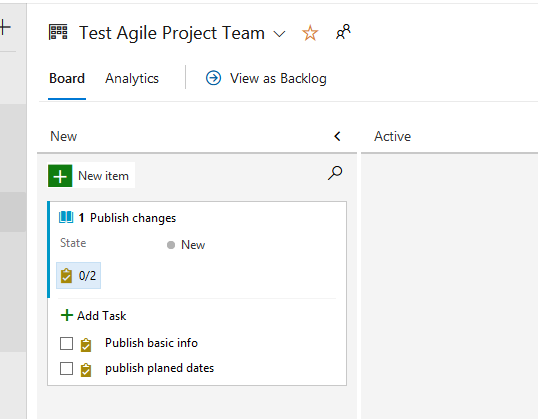 Test Agile Project Team
Board Analytics View as Backlog
New Active
New item
1 Publish changes
State New
0/2
Add Task
Publish basic info
publish planed dates